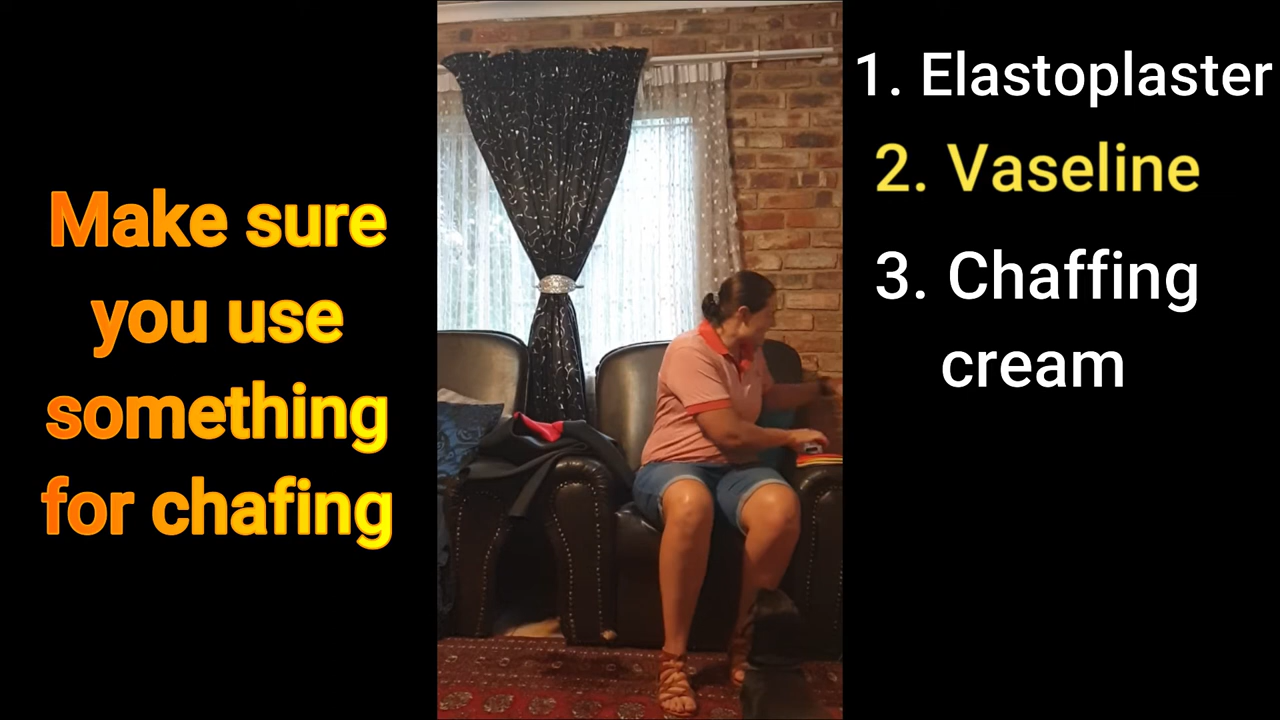 Make sure
you use
something
for chafing
1. Elastoplaster
2. Vaseline
3. Chaffing
cream